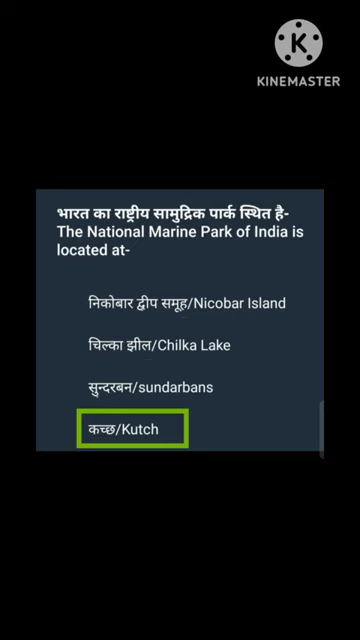 K
KINEMASTER
भारत का राष्ट्रीय सामुद्रिक पार्क स्थित है-
The National Marine Park of India is
located at-
निकोबार द्वीप समूह/Nicobar Island
चिल्का झील/Chilka Lake
सुन्दरबन/sundarbans
कच्छ/Kutch